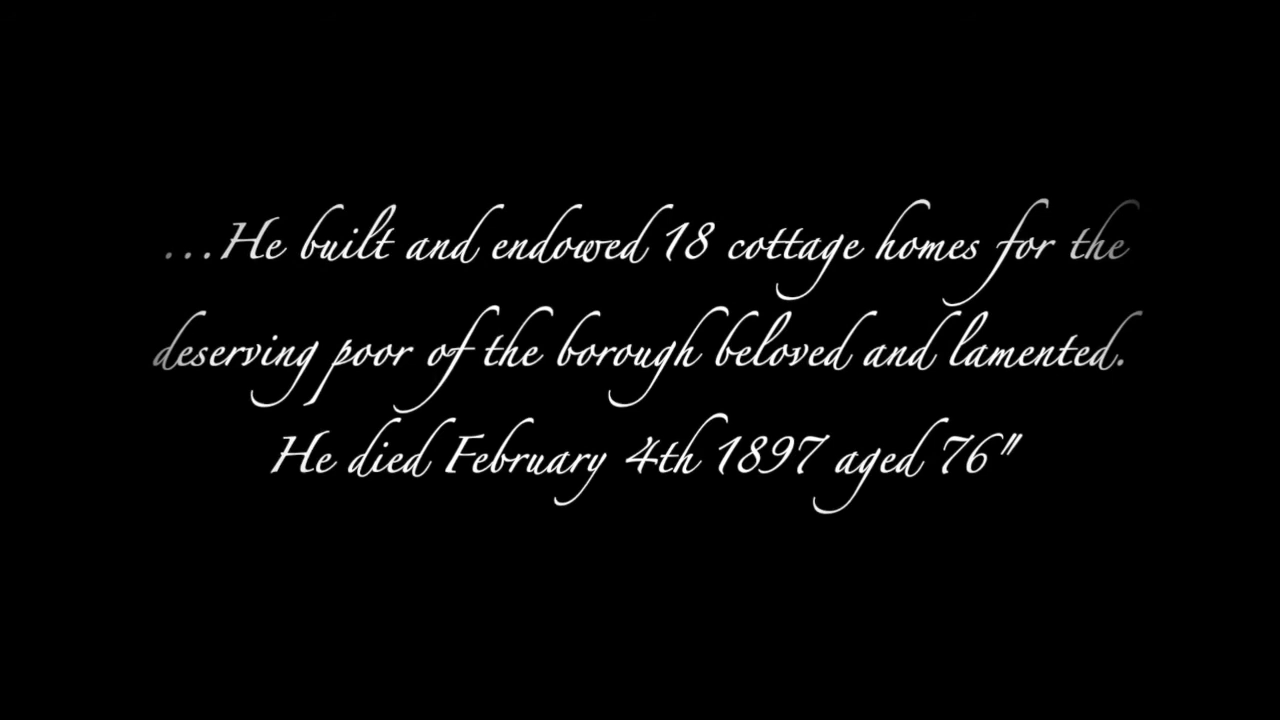 ...He built and endowed 18 cottage homes for the
deserving poor of the borough beloved and lamented.
He died February 4th 1897 aged 76"